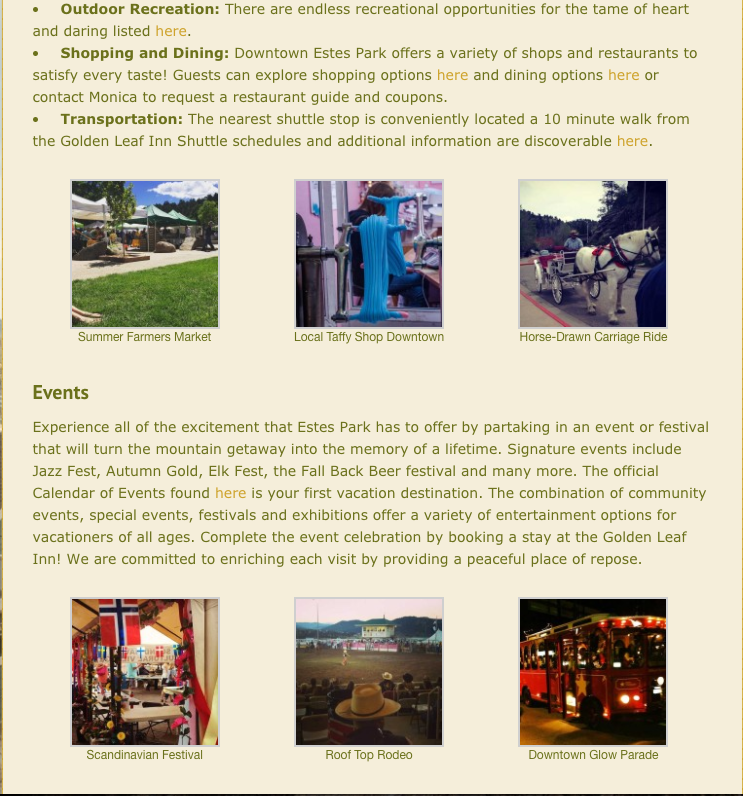 • Outdoor Recreation: There are endless recreational opportunities for the tame of heart
and daring listed here.
• Shopping and Dining: Downtown Estes Park offers a variety of shops and restaurants to
satisfy every taste! Guests can explore shopping options here and dining options here or
contact Monica to request a restaurant guide and coupons.
• Transportation: The nearest shuttle stop is conveniently located a 10 minute walk from
the Golden Leaf Inn Shuttle schedules and additional information are discoverable here.
Summer Farmers Market
Local Taffy Shop Downtown
Horse-Drawn Carriage Ride
Events
Experience all of the excitement that Estes Park has to offer by partaking in an event or festival
that will turn the mountain getaway into the memory of a lifetime. Signature events include
Jazz Fest, Autumn Gold, Elk Fest, the Fall Back Beer festival and many more. The official
Calendar of Events found here is your first vacation destination. The combination of community
events, special events, festivals and exhibitions offer a variety of entertainment options for
vacationers of all ages. Complete the event celebration by booking a stay at the Golden Leaf
Inn! We are committed to enriching each visit by providing a peaceful place of repose.
Scandinavian Festival
Roof Top Rodeo
Downtown Glow Parade